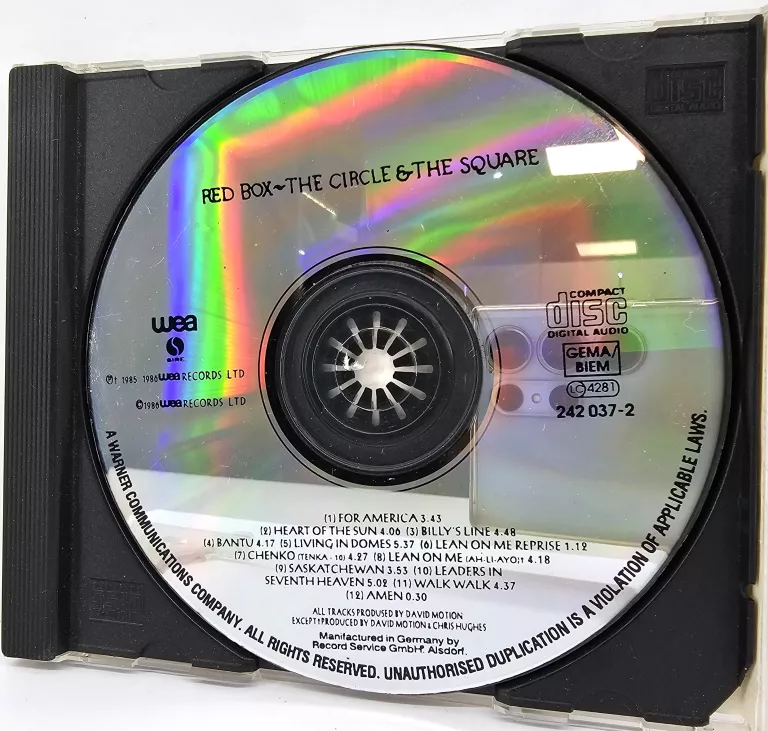 RED BOX~THE CIRCLE & THE SQUARE
COMPACT
disc
DIGITAL AUDIO
wea
SIRE
GEMA/
BIEM
LC 4281
242 037-2
℗† 1985 1986 wea RECORDS LTD
©1986 wea RECORDS LTD
(1) FOR AMERICA 3.43
(2) HEART OF THE SUN 4.06 (3) BILLY'S LINE 4.48
(4) BANTU 4.17 (5) LIVING IN DOMES 5.37 (6) LEAN ON ME REPRISE 1.12
(7) CHENKO (TENKA - IO) 4.27 (8) LEAN ON ME (AH-LI-AYO)† 4.18
(9) SASKATCHEWAN 3.53 (10) LEADERS IN
SEVENTH HEAVEN 5.02 (11) WALK WALK 4.37
(12) AMEN 0.30
ALL TRACKS PRODUSED BY DAVID MOTION
EXCEPT†PRODUCED BY DAVID MOTION & CHRIS HUGHES
Manufactured in Germany by
Record Service GmbH. Alsdorf.
A WARNER COMMUNICATIONS COMPANY. ALL RIGHTS RESERVED. UNAUTHORISED DUPLICATION IS A VIOLATION OF APPLICABLE LAWS.
disc
DIGITAL AUDIO